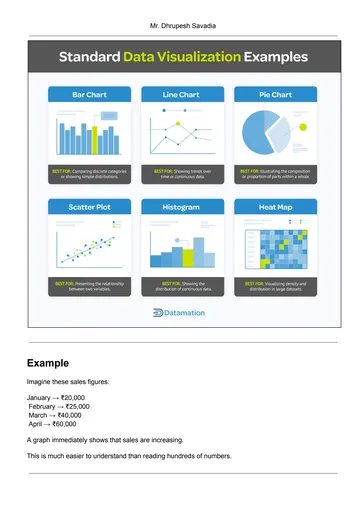 Mr. Dhrupesh Savadia
Standard Data Visualization Examples
Bar Chart
BEST FOR: Comparing discrete categories
or showing simple distributions.
Line Chart
BEST FOR: Showing trends over
time or continuous data.
Pie Chart
BEST FOR: Illustrating the composition
or proportion of parts within a whole.
Scatter Plot
BEST FOR: Presenting the relationship
between two variables.
Histogram
BEST FOR: Showing the
distribution of continuous data.
Heat Map
BEST FOR: Visualizing density and
distribution in large datasets
Datamation
Example
Imagine these sales figures:
January → ₹20,000
February → ₹25,000
March → ₹40,000
April → ₹60,000
A graph immediately shows that sales are increasing.
This is much easier to understand than reading hundreds of numbers.